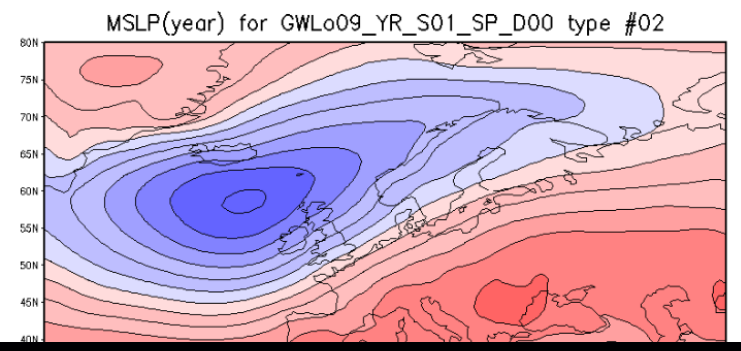 MSLP(year) for GWLo09_YR_S01_SP_D00 type #02
80N
75N
70N
65N
60N
55N
50N
45N
40N